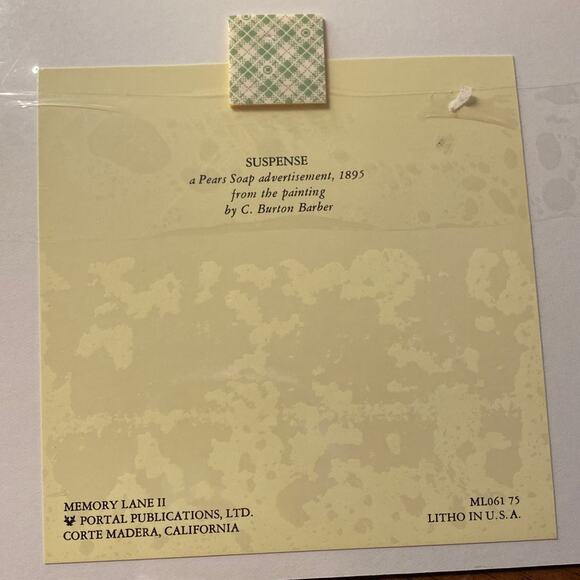 SUSPENSE
a Pears Soap advertisement, 1895
from the painting
by C. Burton Barber
MEMORY LANE II
PORTAL PUBLICATIONS, LTD.
CORTE MADERA, CALIFORNIA
ML061 75
LITHO IN U.S.A.